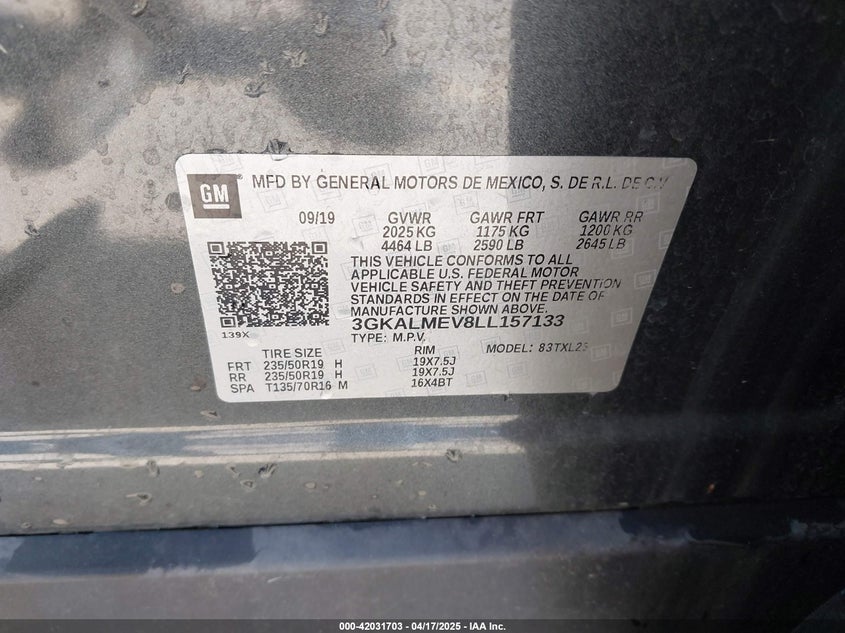 GM
MFD BY GENERAL MOTORS DE MEXICO, S. DE R.L. DE C.V
09/19 GVWR GAWR FRT GAWR RR
2025 KG 1175 KG 1200 KG
4464 LB 2590 LB 2645 LB
THIS VEHICLE CONFORMS TO ALL
APPLICABLE U.S. FEDERAL MOTOR
VEHICLE SAFETY AND THEFT PREVENTION
STANDARDS IN EFFECT ON THE DATE OF
MANUFACTURE SHOWN ABOVE.
3GKALMEV8LL157133
139X
TYPE: M.P.V. MODEL: 83TXL23
TIRE SIZE RIM
FRT 235/50R19 H 19X7.5J
RR 235/50R19 H 19X7.5J
SPA T135/70R16 M 16X4BT
000-42031703 - 04/17/2025 - IAA Inc.